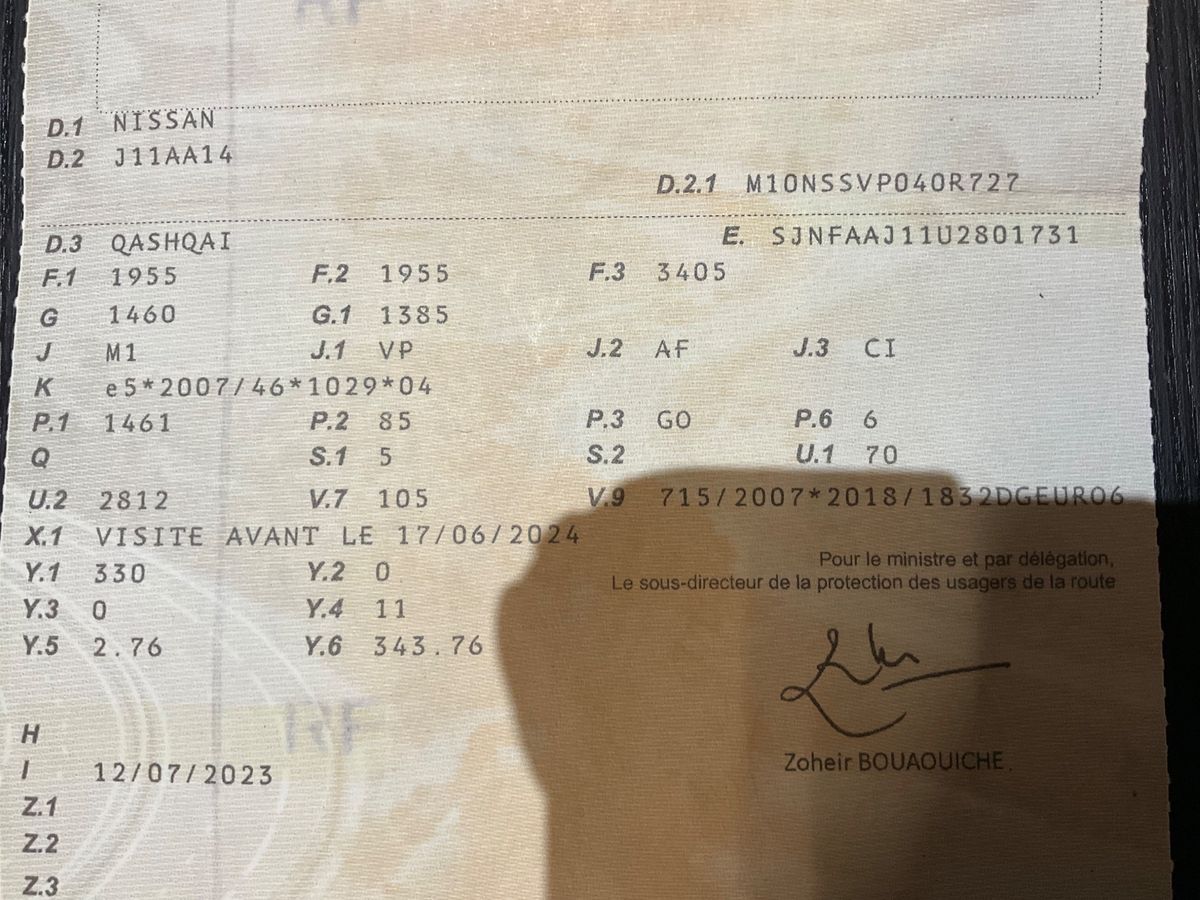 RF
D.1 NISSAN
D.2 J11AA14
D.2.1 M10NSSVP040R727
D.3 QASHQAI E. SJNFAAJ11U2801731
F.1 1955 F.2 1955 F.3 3405
G 1460 G.1 1385
J M1 J.1 VP J.2 AF J.3 CI
K e5*2007/46*1029*04
P.1 1461 P.2 85 P.3 GO P.6 6
Q S.1 5 S.2 U.1 70
U.2 2812 V.7 105 V.9 715/2007*2018/1832DGEURO6
X.1 VISITE AVANT LE 17/06/2024
Pour le ministre et par délégation,
Y.1 330 Y.2 0 Le sous-directeur de la protection des usagers de la route
Y.3 0 Y.4 11
Y.5 2.76 Y.6 343.76
RF
H
Zoheir BOUAOUICHE
I 12/07/2023
Z.1
Z.2
Z.3